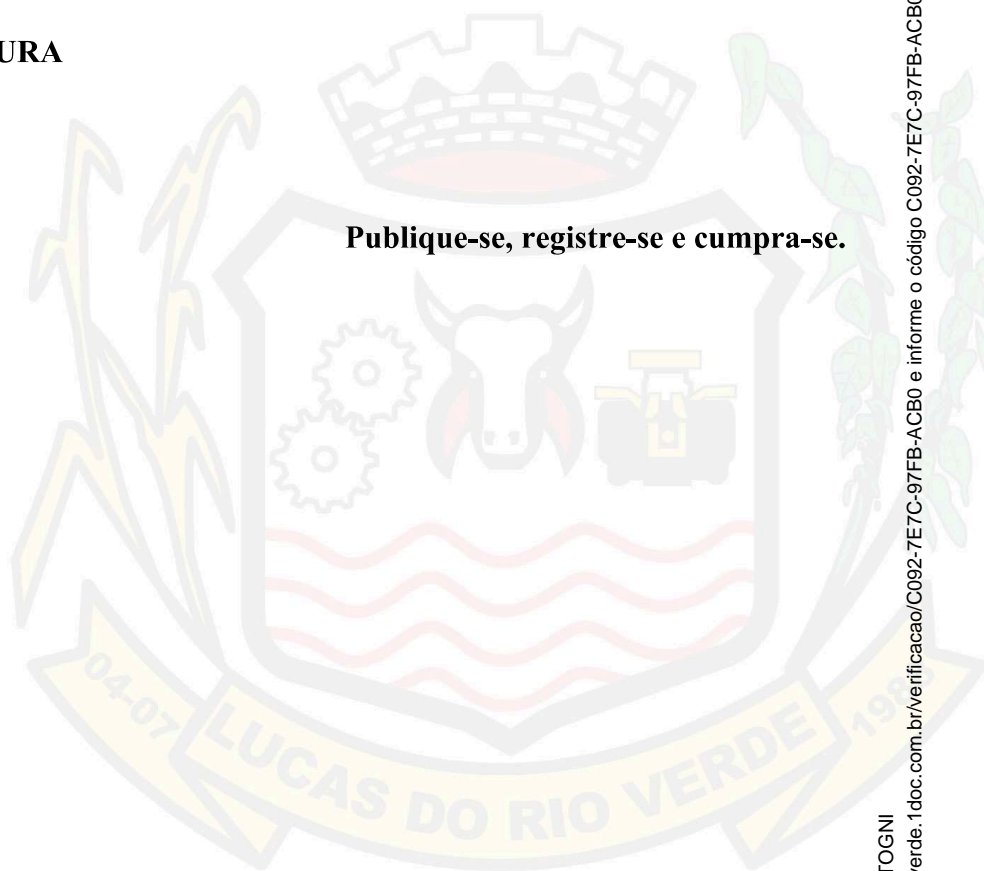 URA
Publique-se, registre-se e cumpra-se.
04-07
LUCAS DO RIO VERDE
TOGNI
verde.1doc.com.br/verificacao/C092-7E7C-97FB-ACB0 e informe o código C092-7E7C-97FB-ACB0